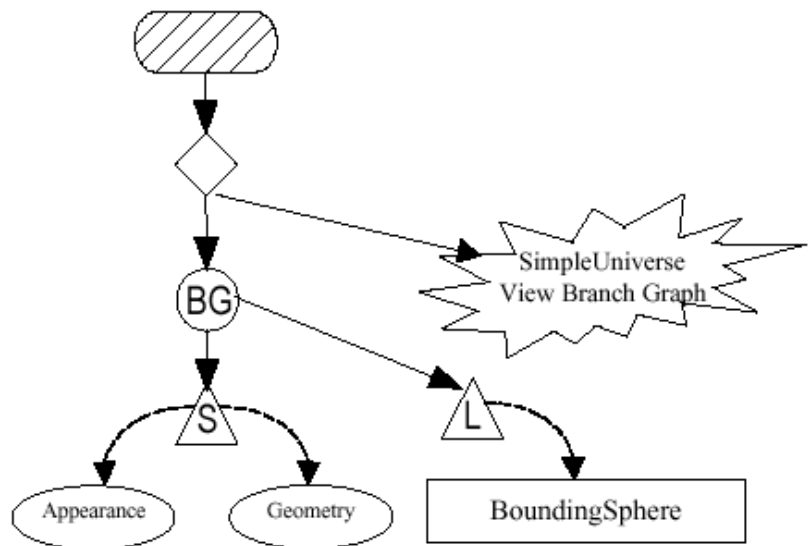 SimpleUniverse
View Branch Graph
BG
S
L
Appearance
Geometry
BoundingSphere